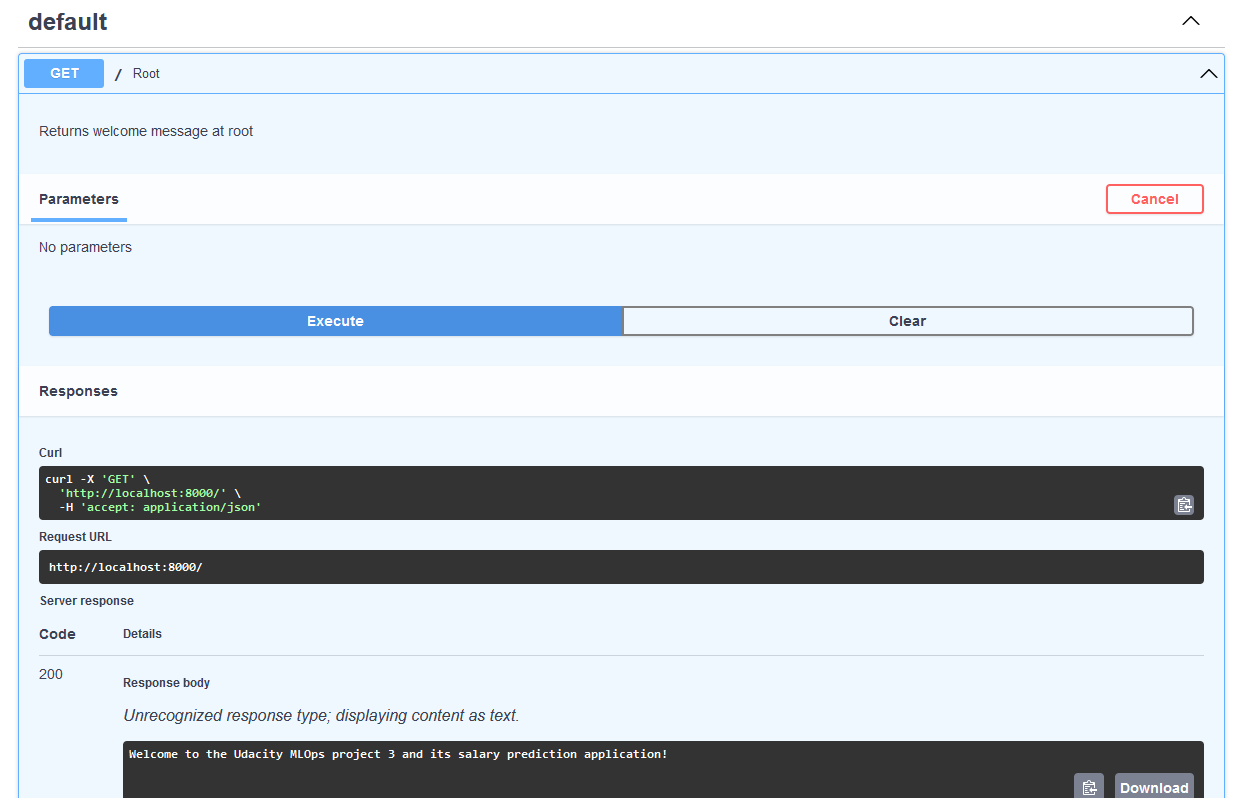 default
GET / Root
Returns welcome message at root
Parameters Cancel
No parameters
Execute Clear
Responses
Curl
curl -X 'GET' \
'http://localhost:8000/' \
-H 'accept: application/json'
Request URL
http://localhost:8000/
Server response
Code Details
200
Response body
Unrecognized response type; displaying content as text.
Welcome to the Udacity MLOps project 3 and its salary prediction application!
Download